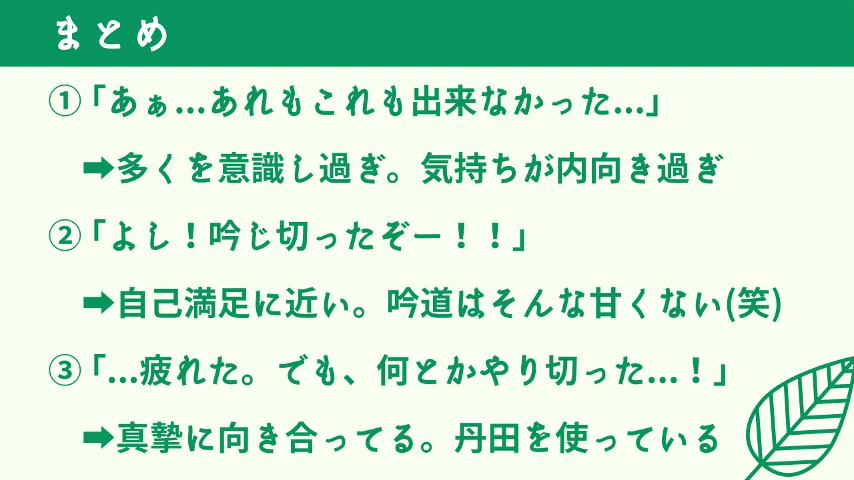 まとめ
①「あぁ…あれもこれも出来なかった…」
➡多くを意識し過ぎ。気持ちが内向き過ぎ
②「よし！吟じ切ったぞー！！」
➡自己満足に近い。吟道はそんな甘くない(笑)
③「…疲れた。でも、何とかやり切った…！」
➡真摯に向き合ってる。丹田を使っている